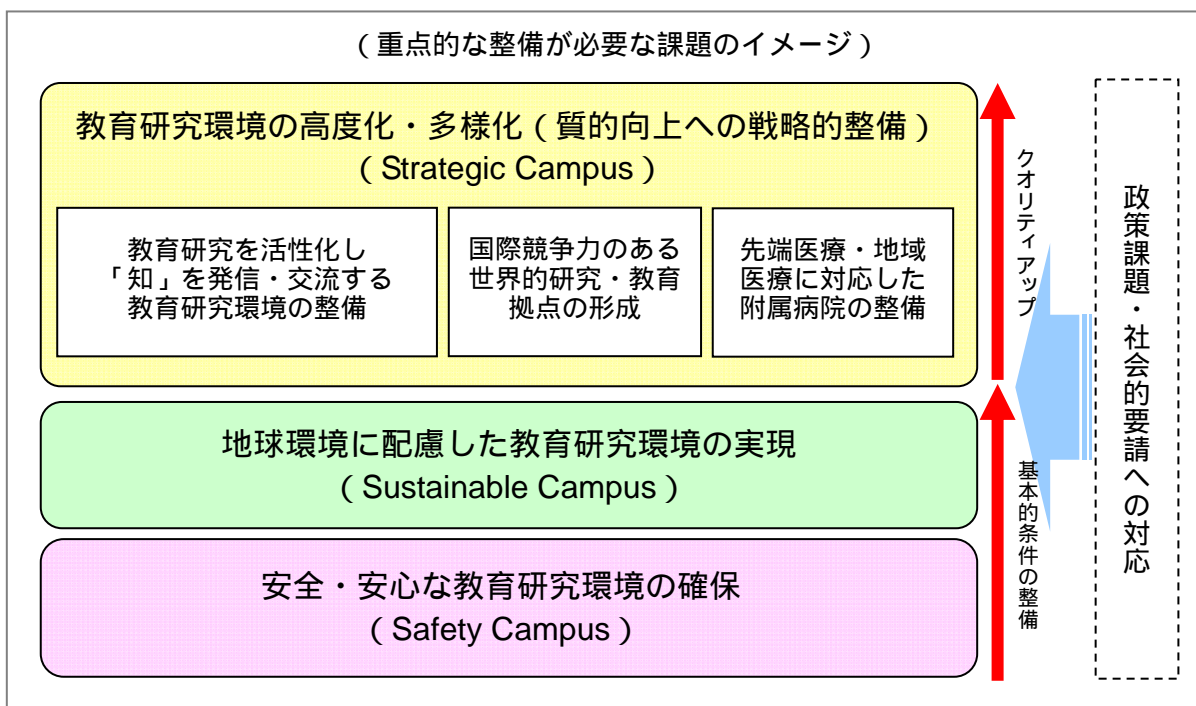 (重点的な整備が必要な課題のイメージ)
教育研究環境の高度化・多様化(質的向上への戦略的整備)
(Strategic Campus)
教育研究を活性化し
「知」を発信・交流する
教育研究環境の整備
国際競争力のある
世界的研究・教育
拠点の形成
先端医療・地域
医療に対応した
附属病院の整備
地球環境に配慮した教育研究環境の実現
(Sustainable Campus)
安全・安心な教育研究環境の確保
(Safety Campus)
クオリティアップ
基本的条件の整備
政策課題・社会的要請への対応